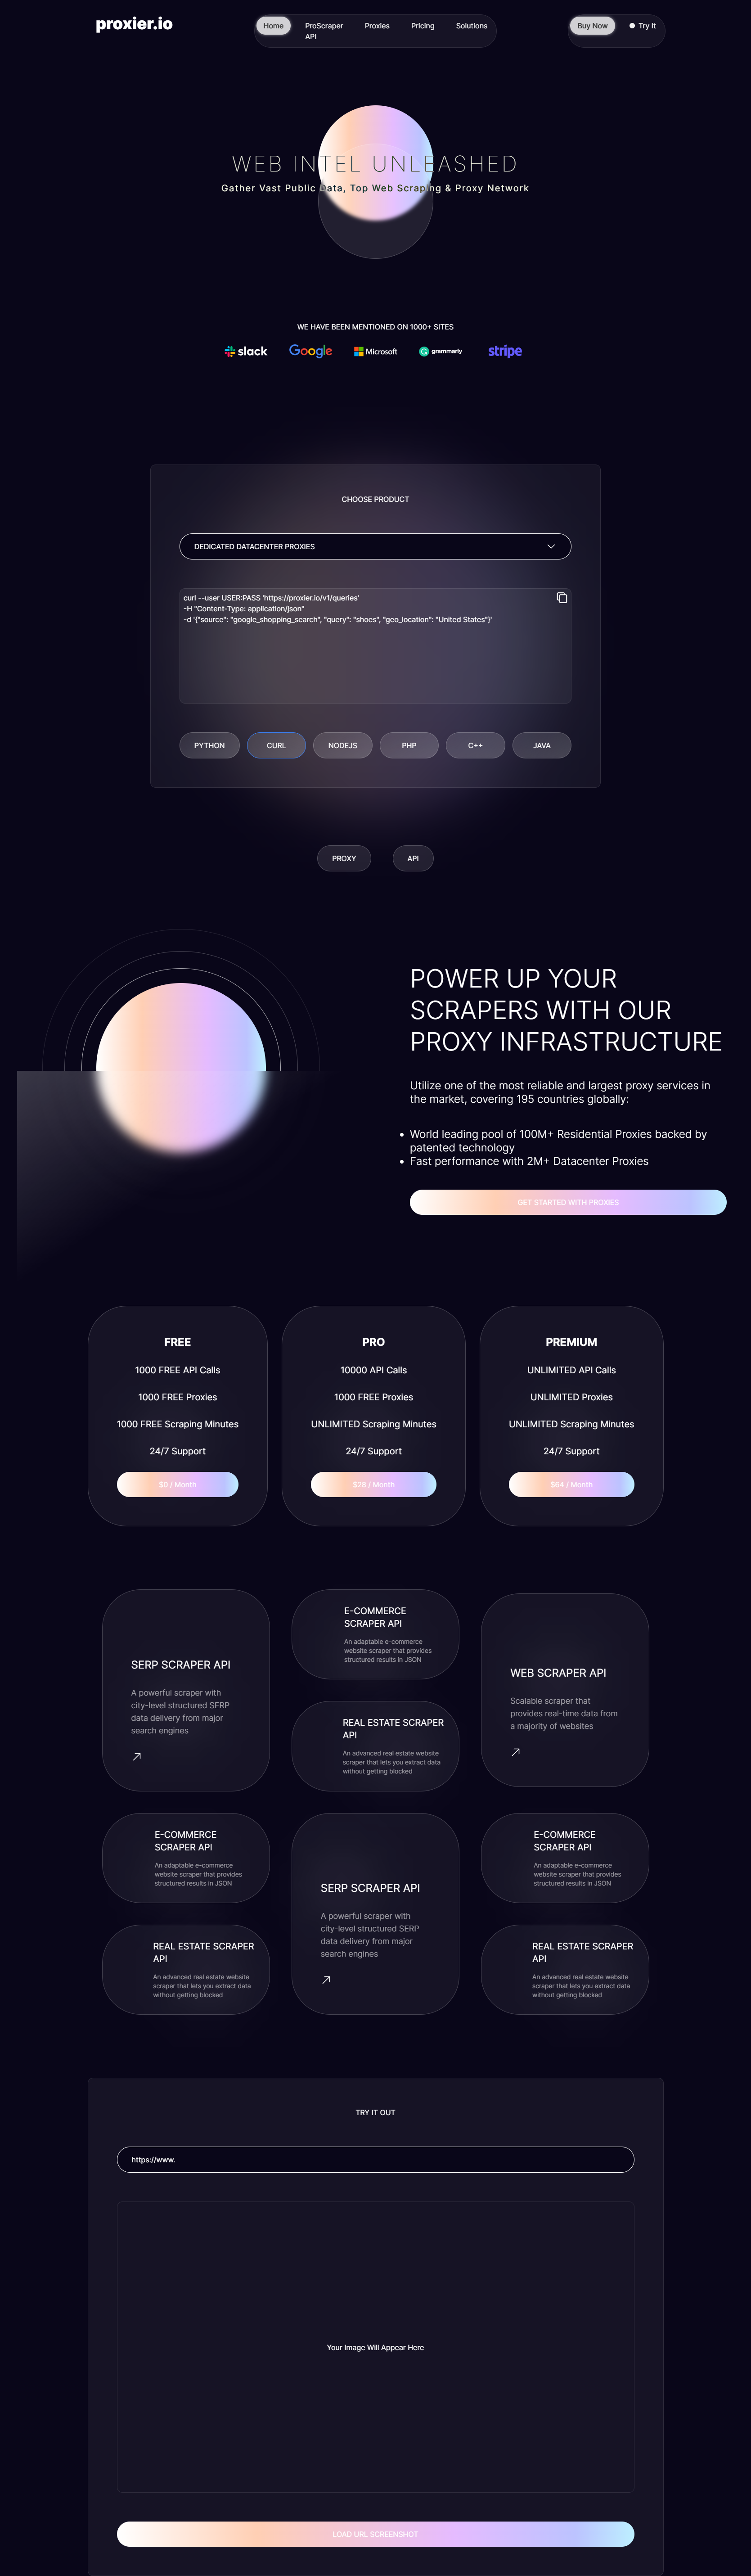 proxier.io
Home
ProScraper
API
Proxies
Pricing
Solutions
Buy Now
Try It
WEB INTEL UNLEASHED
Gather Vast Public Data, Top Web Scraping & Proxy Network
WE HAVE BEEN MENTIONED ON 1000+ SITES
slack
Google
Microsoft
grammarly
stripe
CHOOSE PRODUCT
DEDICATED DATACENTER PROXIES
curl --user USER:PASS 'https://proxier.io/v1/queries'
-H "Content-Type: application/json"
-d '{"source": "google_shopping_search", "query": "shoes", "geo_location": "United States"}'
PYTHON
CURL
NODEJS
PHP
C++
JAVA
PROXY
API
POWER UP YOUR
SCRAPERS WITH OUR
PROXY INFRASTRUCTURE
Utilize one of the most reliable and largest proxy services in
the market, covering 195 countries globally:
• World leading pool of 100M+ Residential Proxies backed by
patented technology
• Fast performance with 2M+ Datacenter Proxies
GET STARTED WITH PROXIES
FREE
1000 FREE API Calls
1000 FREE Proxies
1000 FREE Scraping Minutes
24/7 Support
$0 / Month
PRO
10000 API Calls
1000 FREE Proxies
UNLIMITED Scraping Minutes
24/7 Support
$28 / Month
PREMIUM
UNLIMITED API Calls
UNLIMITED Proxies
UNLIMITED Scraping Minutes
24/7 Support
$84 / Month
SERP SCRAPER API
A powerful scraper with
city-level structured SERP
data delivery from major
search engines
E-COMMERCE
SCRAPER API
An adaptable e-commerce
website scraper that provides
structured results in JSON
REAL ESTATE SCRAPER
API
An advanced real estate website
scraper that lets you extract data
without getting blocked
WEB SCRAPER API
Scalable scraper that
provides real-time data from
a majority of websites
E-COMMERCE
SCRAPER API
An adaptable e-commerce
website scraper that provides
structured results in JSON
REAL ESTATE SCRAPER
API
An advanced real estate website
scraper that lets you extract data
without getting blocked
SERP SCRAPER API
A powerful scraper with
city-level structured SERP
data delivery from major
search engines
E-COMMERCE
SCRAPER API
An adaptable e-commerce
website scraper that provides
structured results in JSON
REAL ESTATE SCRAPER
API
An advanced real estate website
scraper that lets you extract data
without getting blocked
TRY IT OUT
https://www.
Your Image Will Appear Here
LOAD URL SCREENSHOT